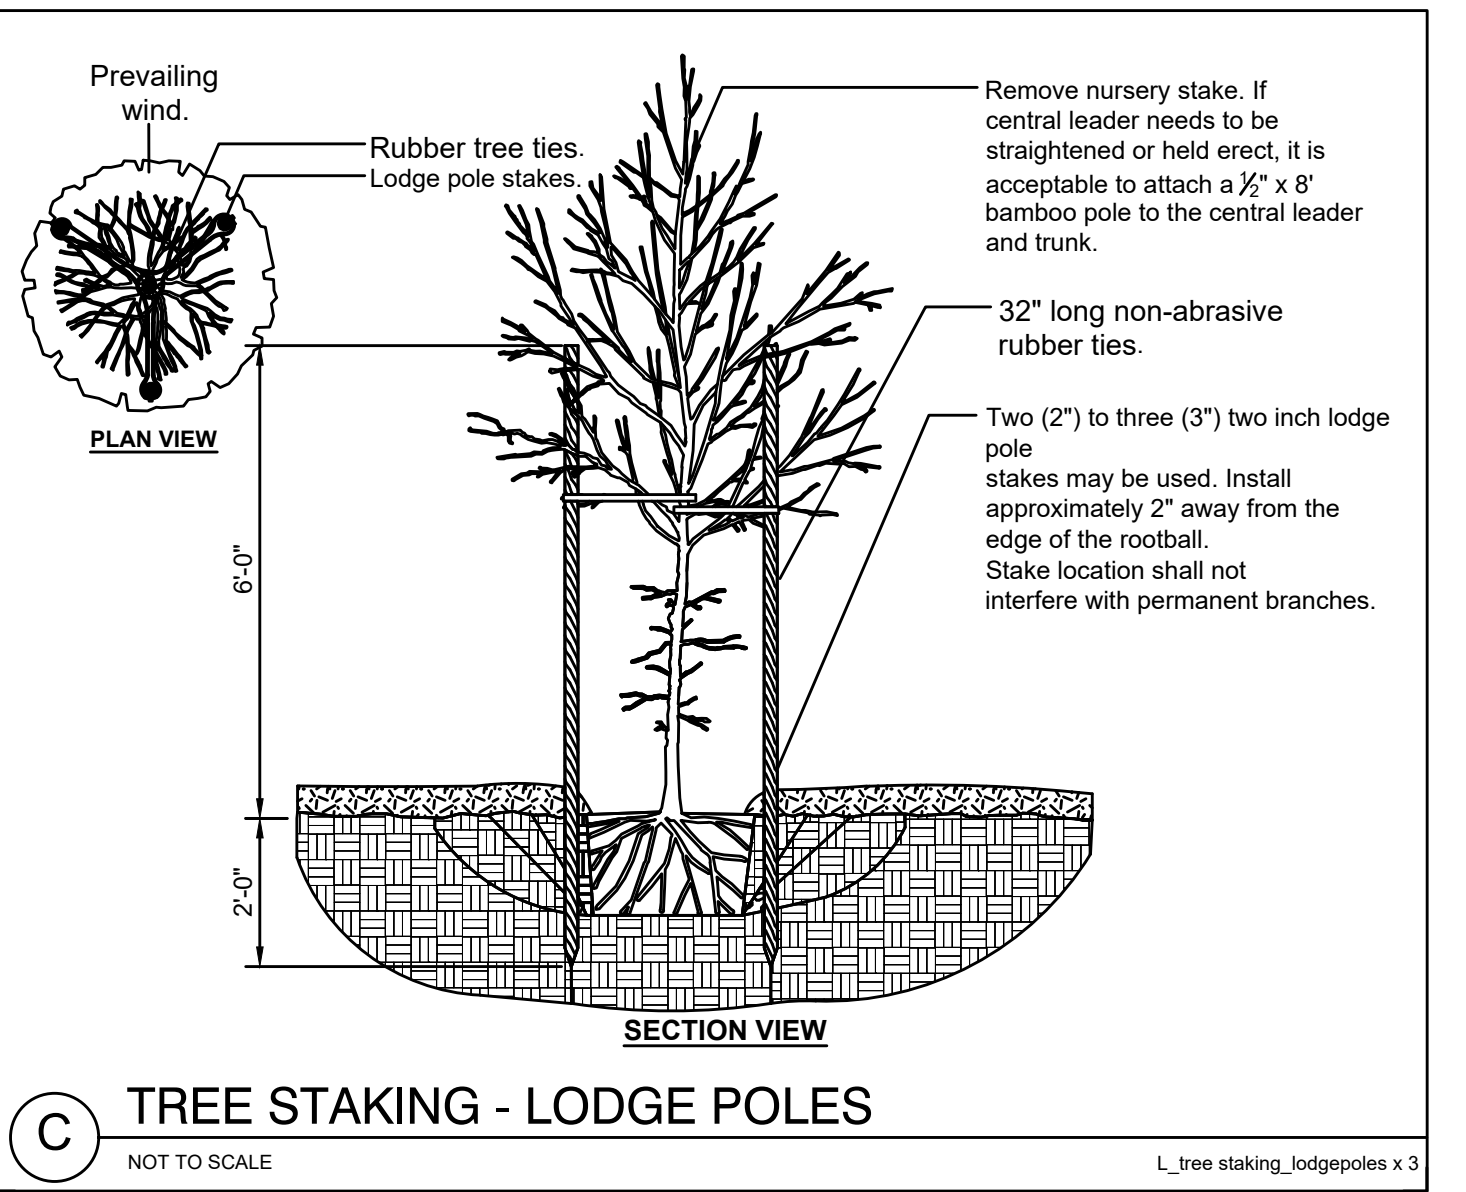 Prevailing
wind.
Rubber tree ties.
Lodge pole stakes.
PLAN VIEW
Remove nursery stake. If
central leader needs to be
straightened or held erect, it is
acceptable to attach a ½" x 8'
bamboo pole to the central leader
and trunk.
32" long non-abrasive
rubber ties.
Two (2") to three (3") two inch lodge
pole
stakes may be used. Install
approximately 2" away from the
edge of the rootball.
Stake location shall not
interfere with permanent branches.
6'-0"
2'-0"
SECTION VIEW
C
TREE STAKING - LODGE POLES
NOT TO SCALE
L_tree staking_lodgepoles x 3